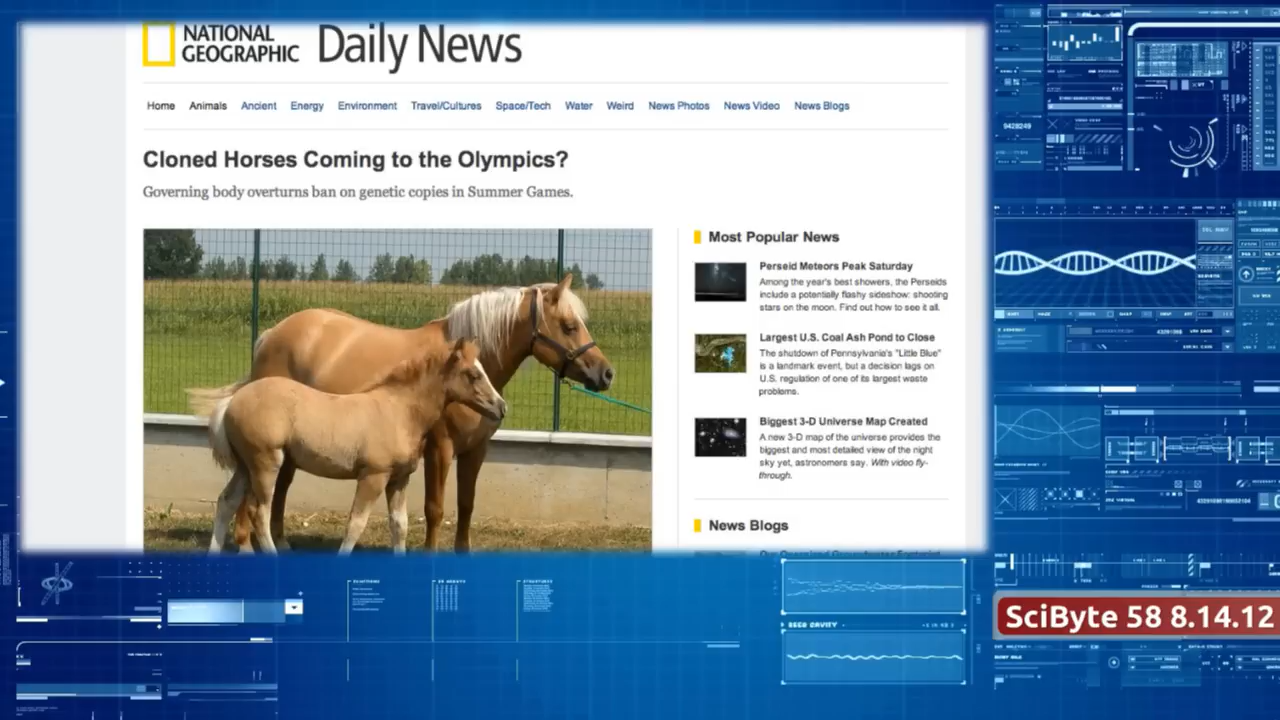 NATIONAL
GEOGRAPHIC
Daily News
Home Animals Ancient Energy Environment Travel/Cultures Space/Tech Water Weird News Photos News Video News Blogs
Cloned Horses Coming to the Olympics?
Governing body overturns ban on genetic copies in Summer Games.
Most Popular News
Perseid Meteors Peak Saturday
Among the year's best showers, the Perseids
include a potentially flashy sideshow: shooting
stars on the moon. Find out how to see it all.
Largest U.S. Coal Ash Pond to Close
The shutdown of Pennsylvania's "Little Blue"
is a landmark event, but a decision lags on
U.S. regulation of one of its largest waste
problems.
Biggest 3-D Universe Map Created
A new 3-D map of the universe provides the
biggest and most detailed view of the night
sky yet, astronomers say. With video fly-
through.
News Blogs
Our Oversized Groundwater Footprint
9428249
SciByte 58 8.14.12